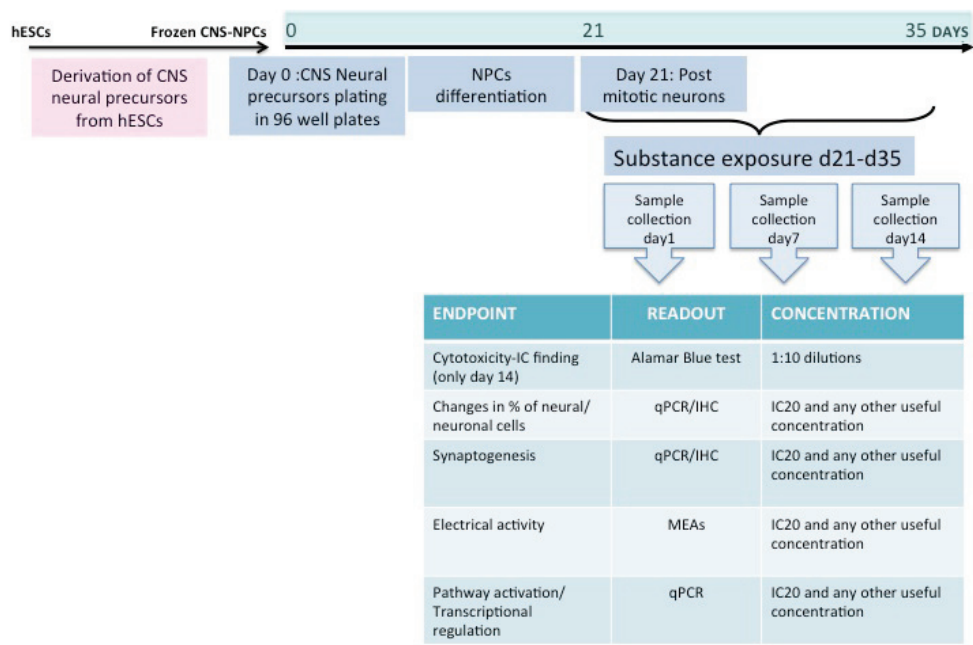 hESCs
Frozen CNS-NPCs
0
21
35 DAYS
Derivation of CNS
neural precursors
from hESCs
Day 0 :CNS Neural
precursors plating
in 96 well plates
NPCs
differentiation
Day 21: Post
mitotic neurons
Substance exposure d21-d35
Sample
collection
day1
Sample
collection
day7
Sample
collection
day14
ENDPOINT
READOUT
CONCENTRATION
Cytotoxicity-IC finding
(only day 14)
Alamar Blue test
1:10 dilutions
Changes in % of neural/
neuronal cells
qPCR/IHC
IC20 and any other useful
concentration
Synaptogenesis
qPCR/IHC
IC20 and any other useful
concentration
Electrical activity
MEAs
IC20 and any other useful
concentration
Pathway activation/
Transcriptional
regulation
qPCR
IC20 and any other useful
concentration